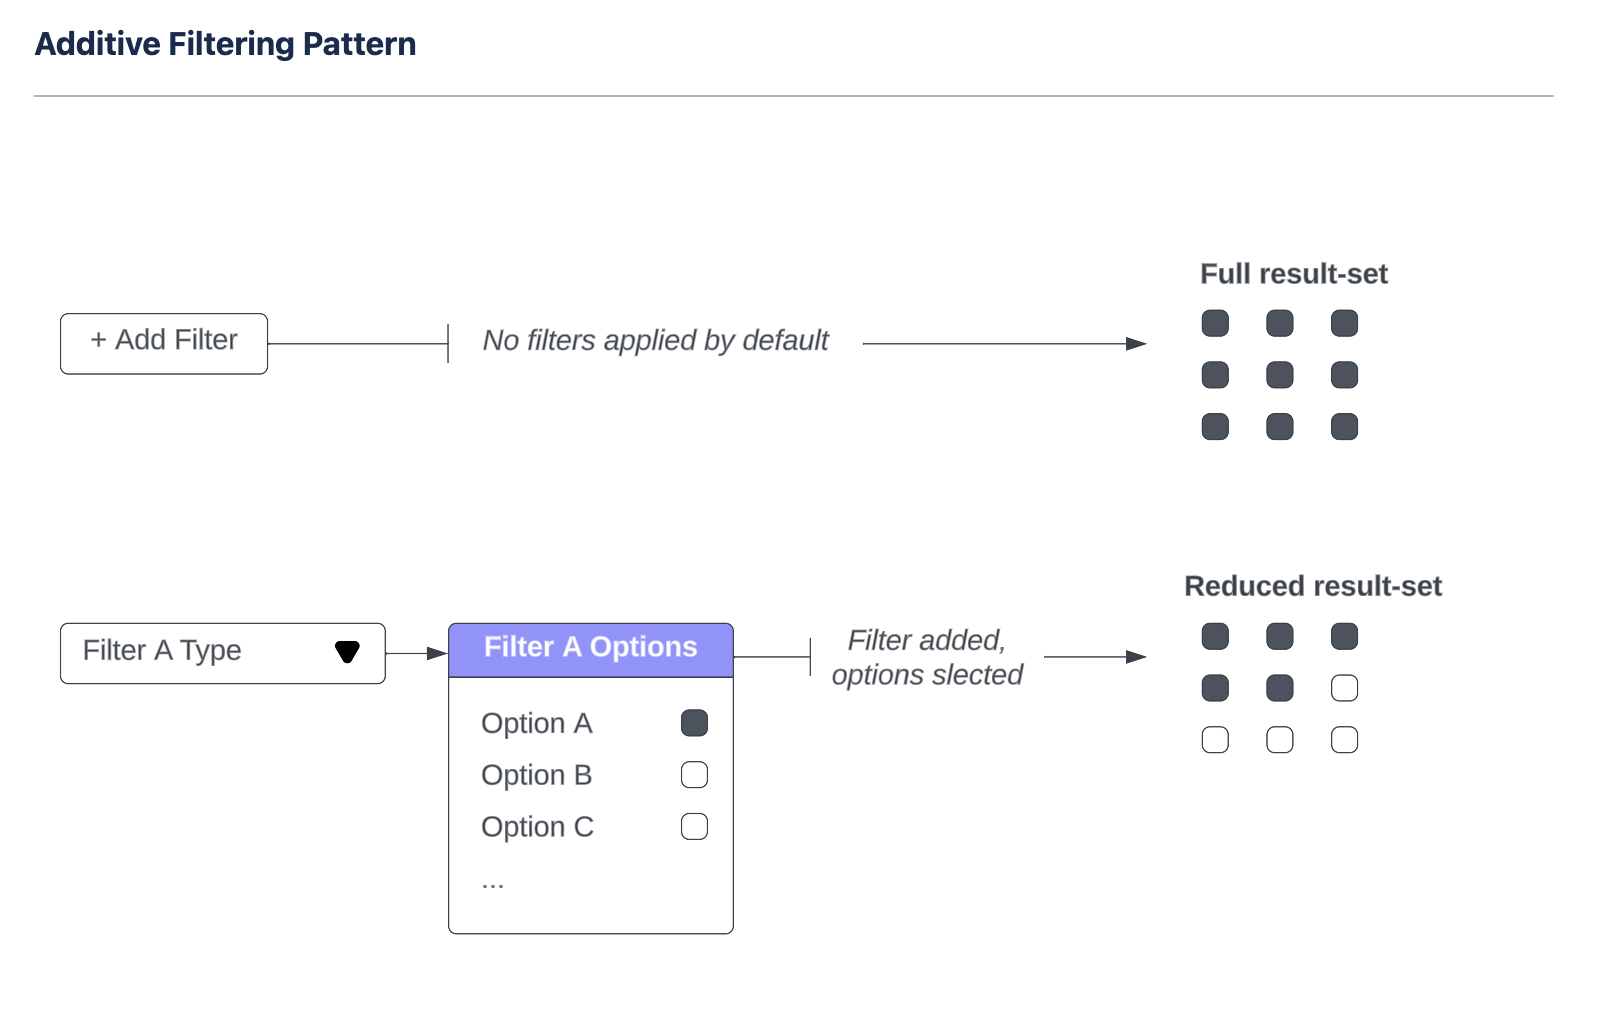 Additive Filtering Pattern
Full result-set
+ Add Filter
No filters applied by default
Reduced result-set
Filter A Type
Filter A Options
Filter added,
options slected
Option A
Option B
Option C
...